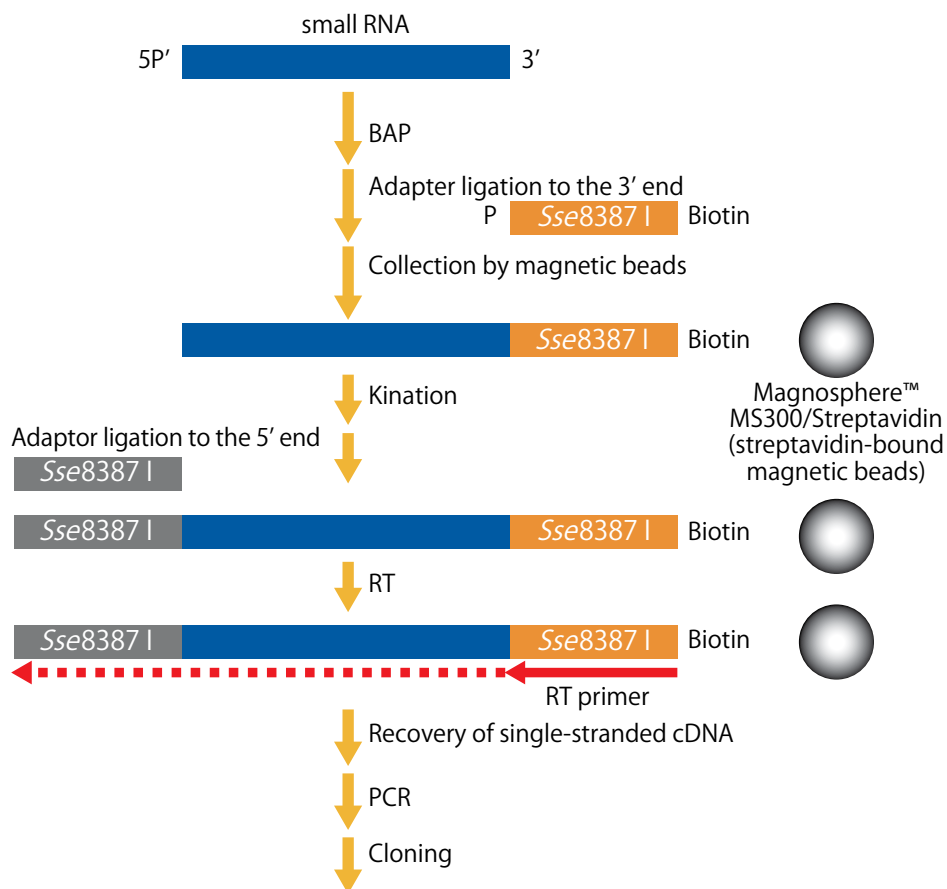 small RNA
5P’ 3’
BAP
Adapter ligation to the 3’ end
P Sse8387 I Biotin
Collection by magnetic beads
Sse8387 I Biotin
Magnosphere™
MS300/Streptavidin
(streptavidin-bound
magnetic beads)
Kination
Adaptor ligation to the 5’ end
Sse8387 I
Sse8387 I Sse8387 I Biotin
RT
Sse8387 I Sse8387 I Biotin
RT primer
Recovery of single-stranded cDNA
PCR
Cloning